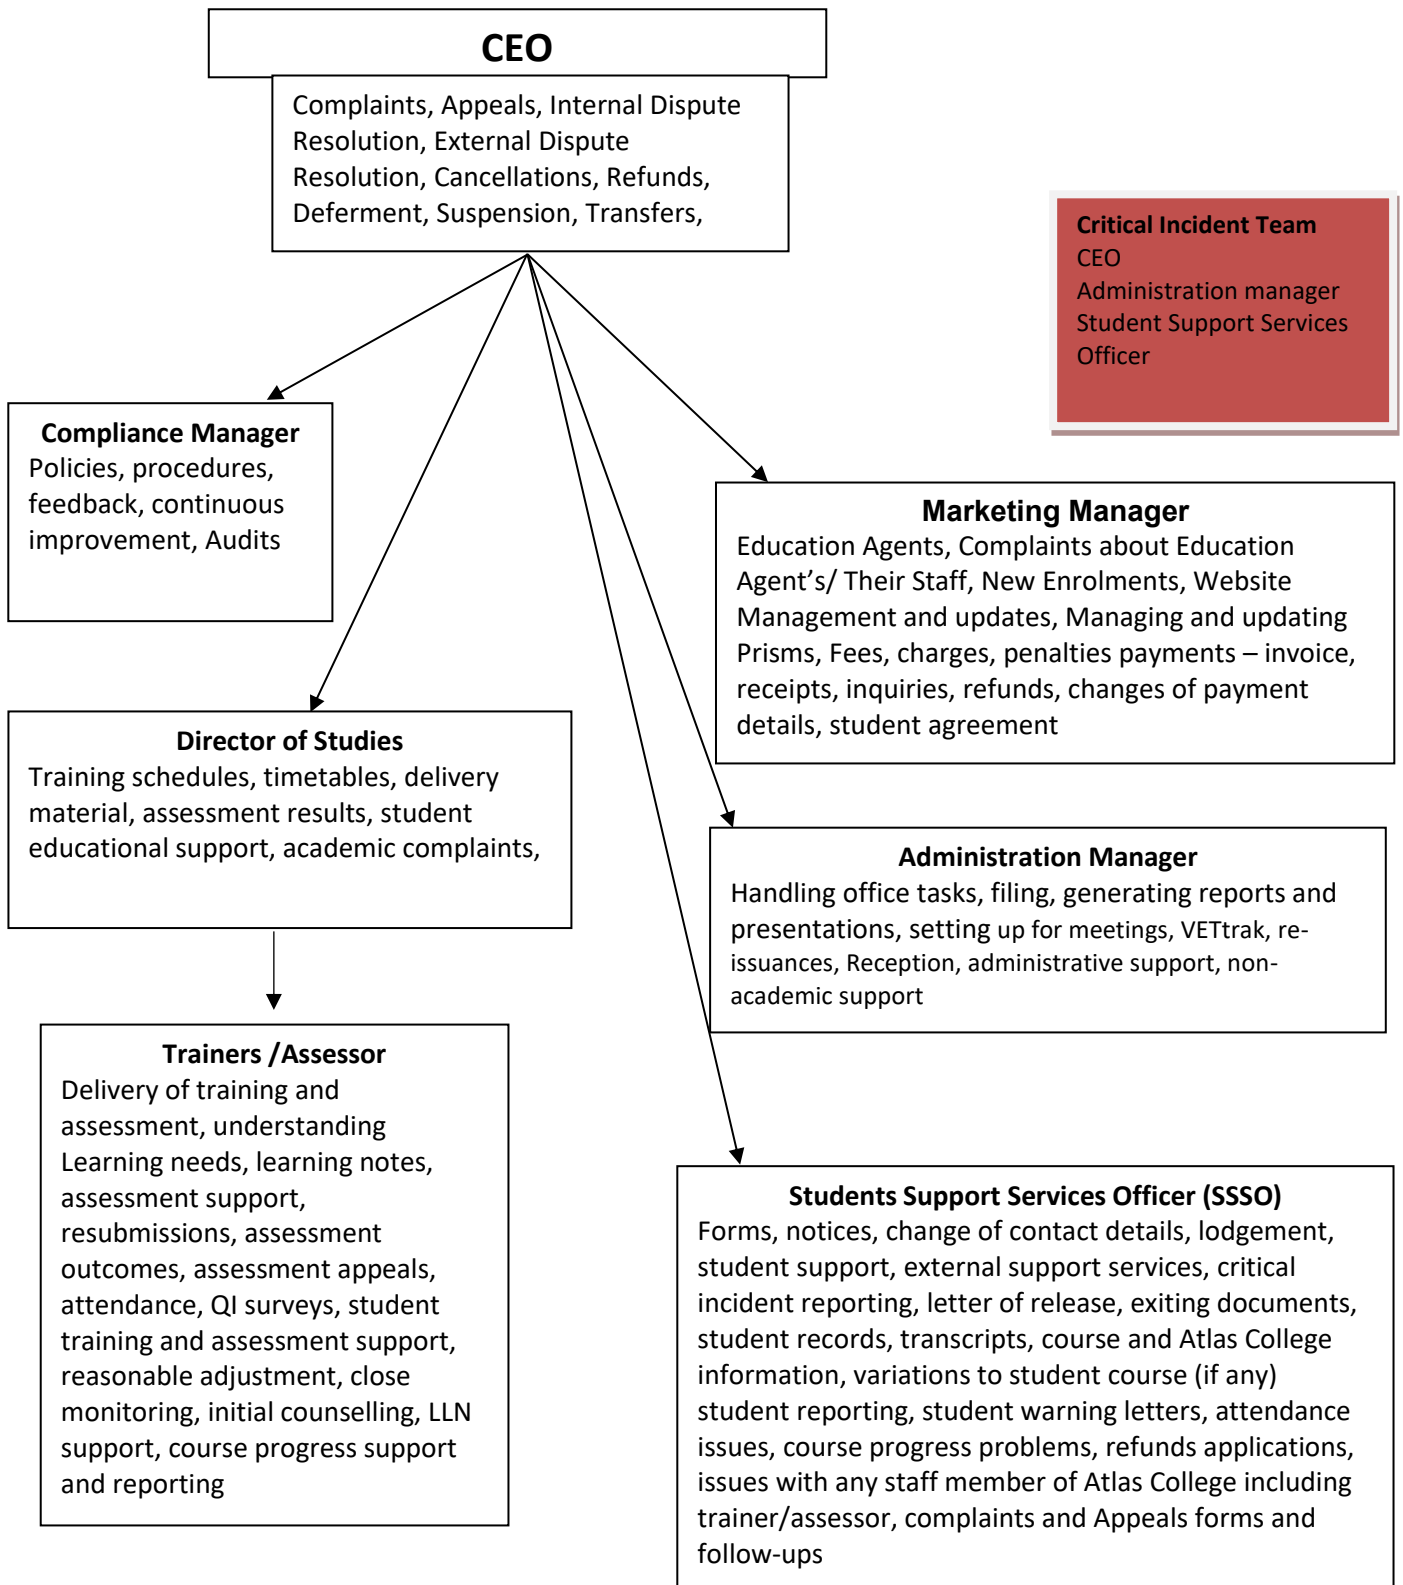 CEO
Complaints, Appeals, Internal Dispute
Resolution, External Dispute
Resolution, Cancellations, Refunds,
Deferment, Suspension, Transfers,
Critical Incident Team
CEO
Administration manager
Student Support Services
Officer
Compliance Manager
Policies, procedures,
feedback, continuous
improvement, Audits
Marketing Manager
Education Agents, Complaints about Education
Agent’s/ Their Staff, New Enrolments, Website
Management and updates, Managing and updating
Prisms, Fees, charges, penalties payments – invoice,
receipts, inquiries, refunds, changes of payment
details, student agreement
Director of Studies
Training schedules, timetables, delivery
material, assessment results, student
educational support, academic complaints,
Administration Manager
Handling office tasks, filing, generating reports and
presentations, setting up for meetings, VETtrak, re-
issuances, Reception, administrative support, non-
academic support
Trainers /Assessor
Delivery of training and
assessment, understanding
Learning needs, learning notes,
assessment support,
resubmissions, assessment
outcomes, assessment appeals,
attendance, QI surveys, student
training and assessment support,
reasonable adjustment, close
monitoring, initial counselling, LLN
support, course progress support
and reporting
Students Support Services Officer (SSSO)
Forms, notices, change of contact details, lodgement,
student support, external support services, critical
incident reporting, letter of release, exiting documents,
student records, transcripts, course and Atlas College
information, variations to student course (if any)
student reporting, student warning letters, attendance
issues, course progress problems, refunds applications,
issues with any staff member of Atlas College including
trainer/assessor, complaints and Appeals forms and
follow-ups